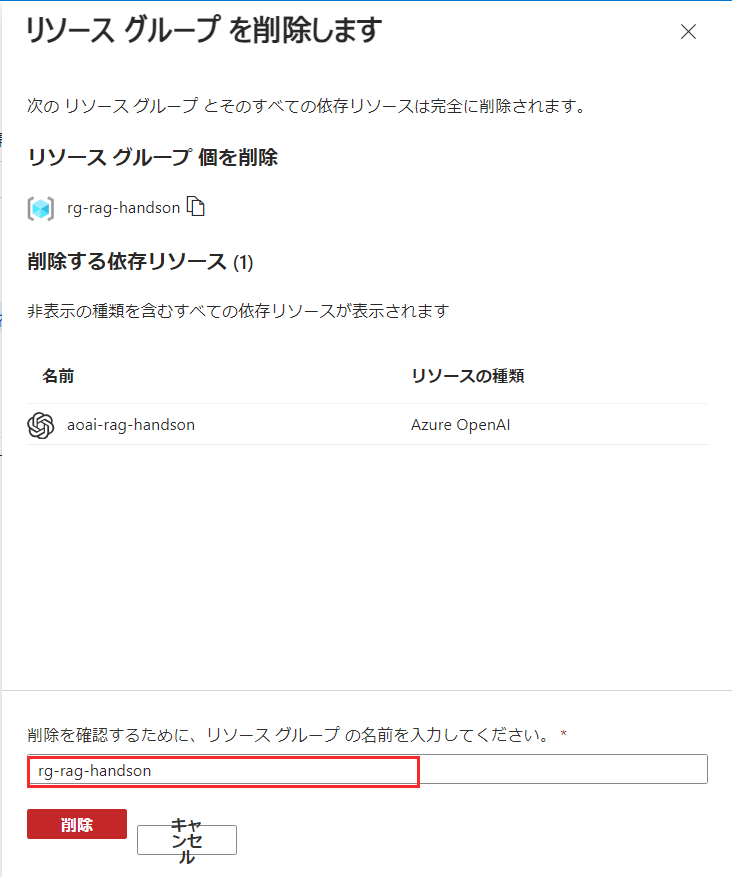 リソース グループ を削除します
次の リソース グループ とそのすべての依存リソースは完全に削除されます。
リソース グループ 個を削除
rg-rag-handson
削除する依存リソース (1)
非表示の種類を含むすべての依存リソースが表示されます
名前 リソースの種類
aoai-rag-handson Azure OpenAI
削除を確認するために、リソース グループ の名前を入力してください。 *
rg-rag-handson
削除
キャ
ンセ
ル